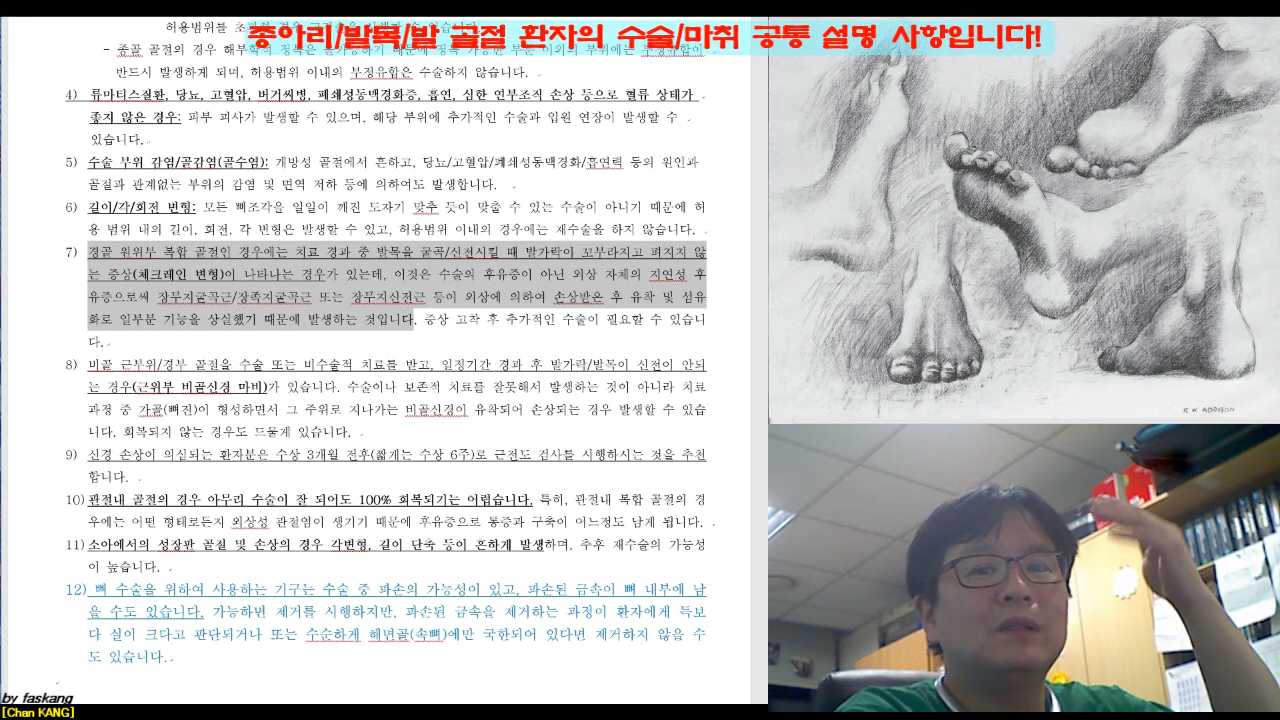 종아리/발목/발 골절 환자의 수술/마취 공통 설명 사항입니다!
- 종골 골절의 경우
반드시 발생하게 되며, 허용범위 이내의 부정유합은 수술하지 않습니다.
4) 류마티스질환, 당뇨, 고혈압, 버거씨병, 폐쇄성동맥경화증, 흡연, 심한 연부조직 손상 등으로 혈류 상태가
좋지 않은 경우: 피부 괴사가 발생할 수 있으며, 해당 부위에 추가적인 수술과 입원 연장이 발생할 수
있습니다.
5) 수술 부위 감염/골감염(골수염): 개방성 골절에서 흔하고, 당뇨/고혈압/폐쇄성동맥경화/흡연력 등의 원인과
골절과 관계없는 부위의 감염 및 면역 저하 등에 의하여도 발생합니다.
6) 길이/각/회전 변형: 모든 뼈조각을 일일이 깨진 도자기 맞추 듯이 맞출 수 있는 수술이 아니기 때문에 허
용 범위 내의 길이, 회전, 각 변형은 발생할 수 있고, 허용범위 이내의 경우에는 재수술을 하지 않습니다.
7) 경골 원위부 복합 골절인 경우에는 치료 경과 중 발목을 굴곡/신전시킬 때 발가락이 꼬부라지고 펴지지 않
는 증상(체크레인 변형)이 나타나는 경우가 있는데, 이것은 수술의 후유증이 아닌 외상 자체의 지연성 후
유증으로써 장무지굴곡근/장족지굴곡근 또는 장무지신전근 등이 외상에 의하여 손상받은 후 유착 및 섬유
화로 일부분 기능을 상실했기 때문에 발생하는 것입니다. 증상 고착 후 추가적인 수술이 필요할 수 있습니
다.
8) 비골 근부위/경부 골절을 수술 또는 비수술적 치료를 받고, 일정기간 경과 후 발가락/발목이 신전이 안되
는 경우(근위부 비골신경 마비)가 있습니다. 수술이나 보존적 치료를 잘못해서 발생하는 것이 아니라 치료
과정 중 가골(뼈진)이 형성하면서 그 주위로 지나가는 비골신경이 유착되어 손상되는 경우 발생할 수 있습
니다. 회복되지 않는 경우도 드물게 있습니다.
9) 신경 손상이 의심되는 환자분은 수상 3개월 전후(짧게는 수상 6주)로 근전도 검사를 시행하시는 것을 추천
합니다.
10) 관절내 골절의 경우 아무리 수술이 잘 되어도 100% 회복되기는 어렵습니다. 특히, 관절내 복합 골절의 경
우에는 어떤 형태로든지 외상성 관절염이 생기기 때문에 후유증으로 통증과 구축이 어느정도 남게 됩니다.
11) 소아에서의 성장판 골절 및 손상의 경우 각변형, 길이 단축 등이 흔하게 발생하며, 추후 재수술의 가능성
이 높습니다.
12) 뼈 수술을 위하여 사용하는 기구는 수술 중 파손의 가능성이 있고, 파손된 금속이 뼈 내부에 남
을 수도 있습니다. 가능하면 제거를 시행하지만, 파손된 금속을 제거하는 과정이 환자에게 득보
다 실이 크다고 판단되거나 또는 수순하게 해면골(속뼈)에만 국한되어 있다면 제거하지 않을 수
도 있습니다.
by faskang
[Chan KANG]
R W ADDISON